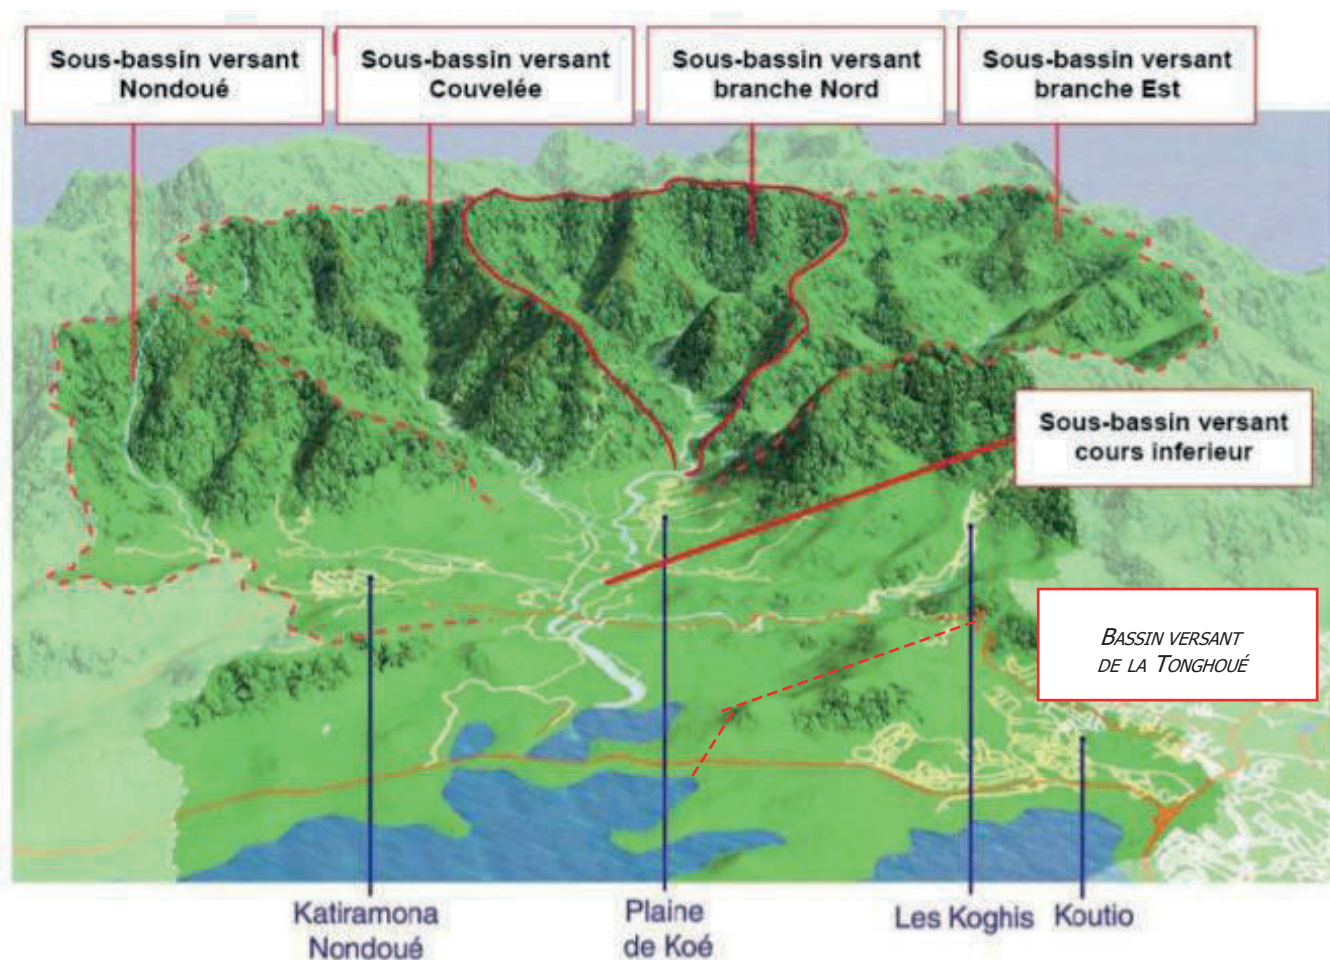 Sous-bassin versant
Nondoué
Sous-bassin versant
Couvelée
Sous-bassin versant
branche Nord
Sous-bassin versant
branche Est
Sous-bassin versant
cours inferieur
BASSIN VERSANT
DE LA TONGHOUÉ
Katiramona
Nondoué
Plaine
de Koé
Les Koghis
Koutio